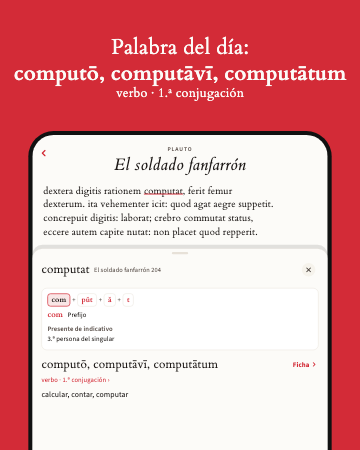 Palabra del día:
computō, computāvī, computātum
verbo · 1.ª conjugación
PLAUTO
El soldado fanfarrón
dextera digitis rationem computat, ferit femur
dexterum. ita vehementer icit: quod agat aegre suppetit.
concrepuit digitis: laborat; crebro commutat status,
eccere autem capite nutat: non placet quod repperit.
computat El soldado fanfarrón 204
com + pŭt + ā + t
com Prefijo
Presente de indicativo
3.ª persona del singular
computō, computāvī, computātum Ficha
verbo · 1.ª conjugación
calcular, contar, computar